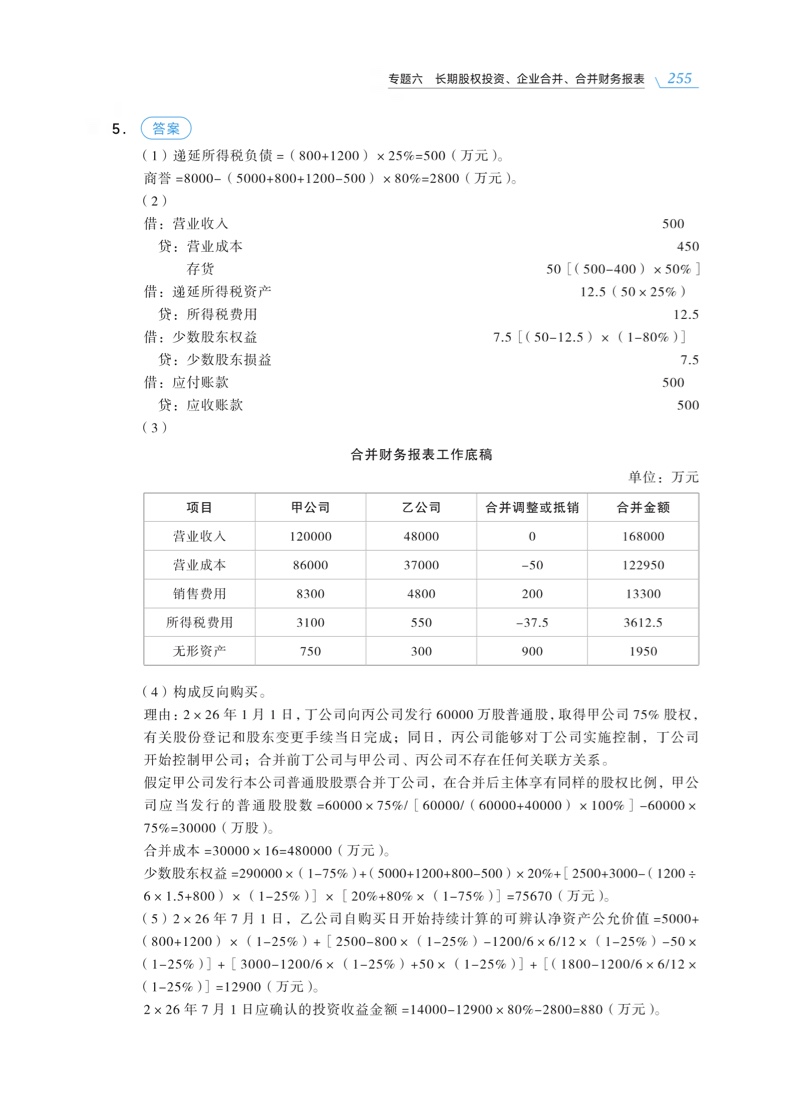 专题六 长期股权投资、企业合并、合并财务报表 255
5. 答案
（1）递延所得税负债 =（800+1200）×25%=500（万元）。
商誉 =8000-（5000+800+1200-500）×80%=2800（万元）。
（2）
借：营业收入 500
贷：营业成本 450
存货 50［（500-400）×50%］
借：递延所得税资产 12.5（50×25%）
贷：所得税费用 12.5
借：少数股东权益 7.5［（50-12.5）×（1-80%）］
贷：少数股东损益 7.5
借：应付账款 500
贷：应收账款 500
（3）
合并财务报表工作底稿
单位：万元
项目 甲公司 乙公司 合并调整或抵销 合并金额
营业收入 120000 48000 0 168000
营业成本 86000 37000 -50 122950
销售费用 8300 4800 200 13300
所得税费用 3100 550 -37.5 3612.5
无形资产 750 300 900 1950
（4）构成反向购买。
理由：2×26 年 1 月 1 日，丁公司向丙公司发行 60000 万股普通股，取得甲公司 75% 股权，
有关股份登记和股东变更手续当日完成；同日，丙公司能够对丁公司实施控制，丁公司
开始控制甲公司；合并前丁公司与甲公司、丙公司不存在任何关联方关系。
假定甲公司发行本公司普通股股票合并丁公司，在合并后主体享有同样的股权比例，甲公
司应当发行的普通股股数 =60000×75%/［60000/（60000+40000）×100%］-60000×
75%=30000（万股）。
合并成本 =30000×16=480000（万元）。
少数股东权益 =290000×（1-75%）+（5000+1200+800-500）×20%+［2500+3000-（1200÷
6×1.5+800）×（1-25%）］×［20%+80%×（1-75%）］=75670（万元）。
（5）2×26 年 7 月 1 日，乙公司自购买日开始持续计算的可辨认净资产公允价值 =5000+
（800+1200）×（1-25%）+［2500-800×（1-25%）-1200/6×6/12×（1-25%）-50×
（1-25%）］+［3000-1200/6×（1-25%）+50×（1-25%）］+［（1800-1200/6×6/12×
（1-25%）］=12900（万元）。
2×26 年 7 月 1 日应确认的投资收益金额 =14000-12900×80%-2800=880（万元）。